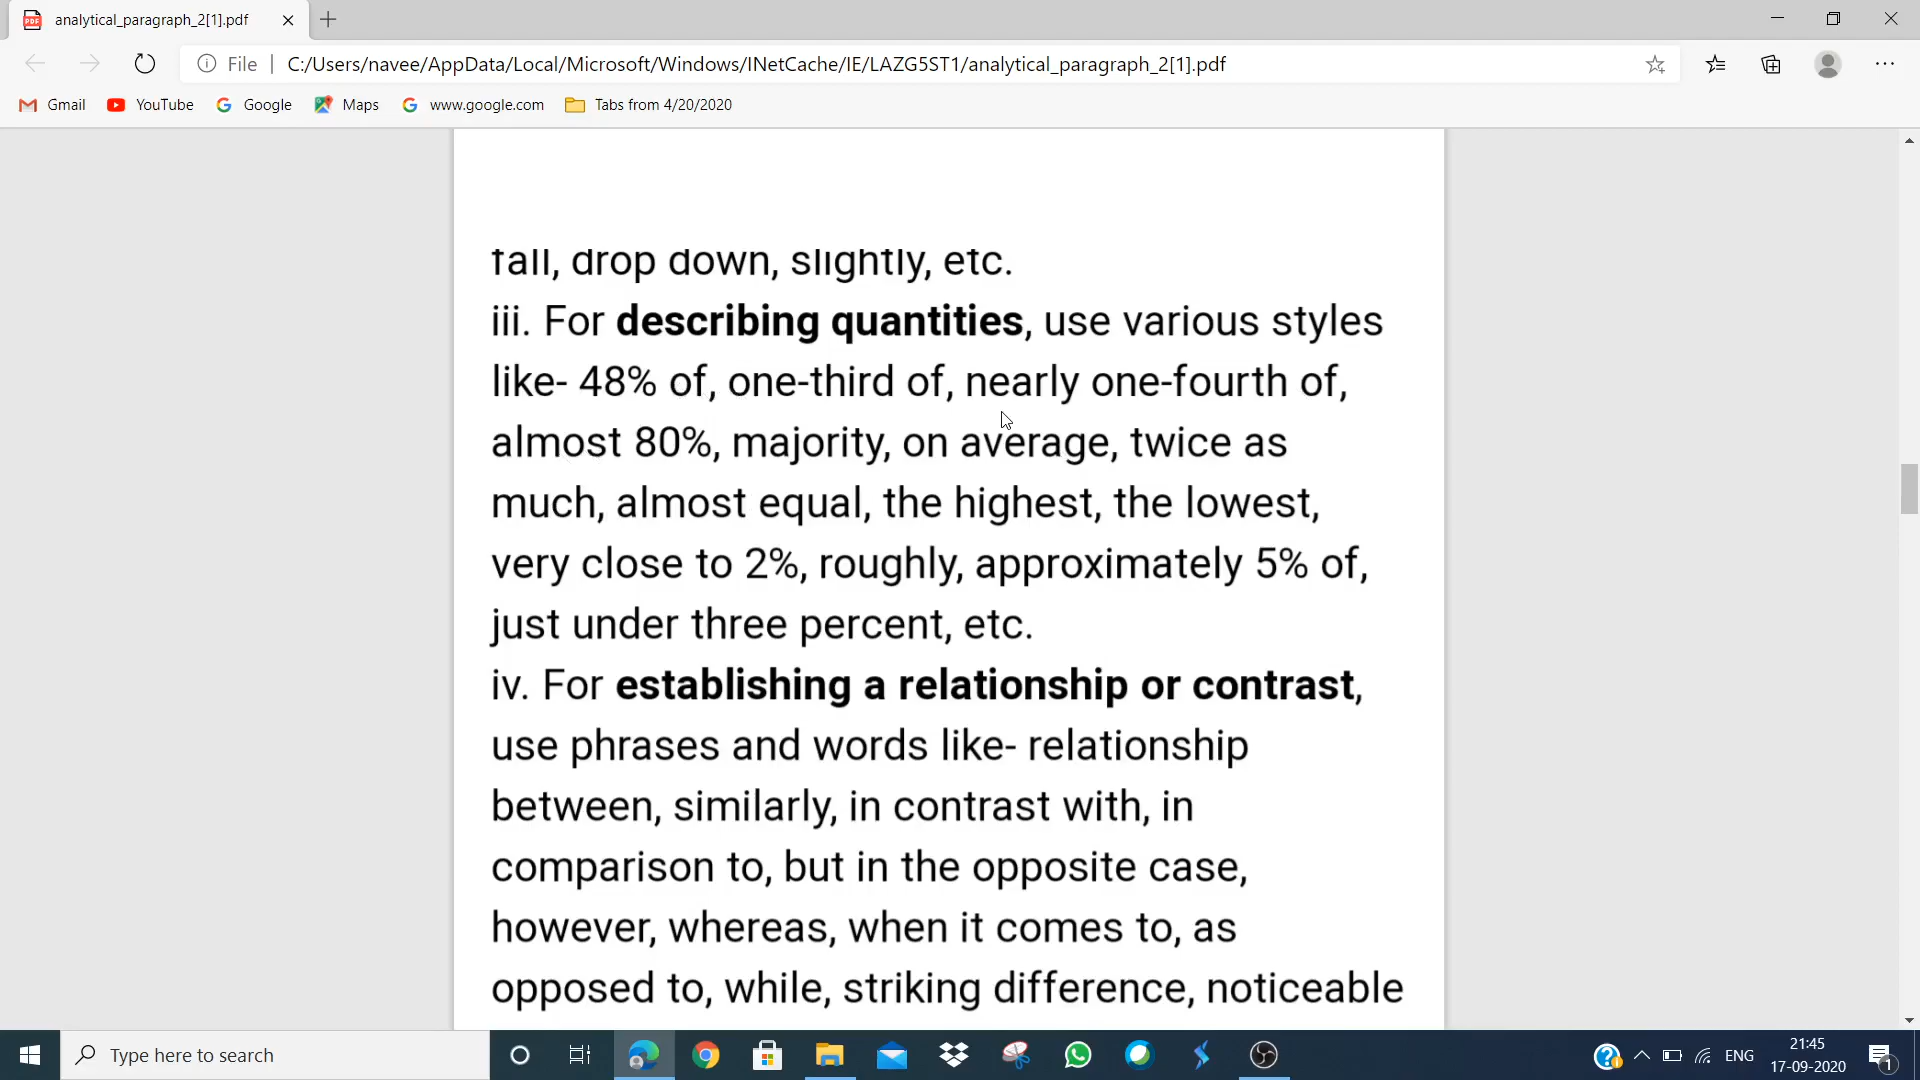 analytical_paragraph_2[1].pdf
File | C:/Users/navee/AppData/Local/Microsoft/Windows/INetCache/IE/LAZG5ST1/analytical_paragraph_2[1].pdf
Gmail YouTube Google Maps www.google.com Tabs from 4/20/2020
fall, drop down, slightly, etc.
iii. For describing quantities, use various styles
like- 48% of, one-third of, nearly one-fourth of,
almost 80%, majority, on average, twice as
much, almost equal, the highest, the lowest,
very close to 2%, roughly, approximately 5% of,
just under three percent, etc.
iv. For establishing a relationship or contrast,
use phrases and words like- relationship
between, similarly, in contrast with, in
comparison to, but in the opposite case,
however, whereas, when it comes to, as
opposed to, while, striking difference, noticeable
Type here to search
ENG
21:45
17-09-2020
1